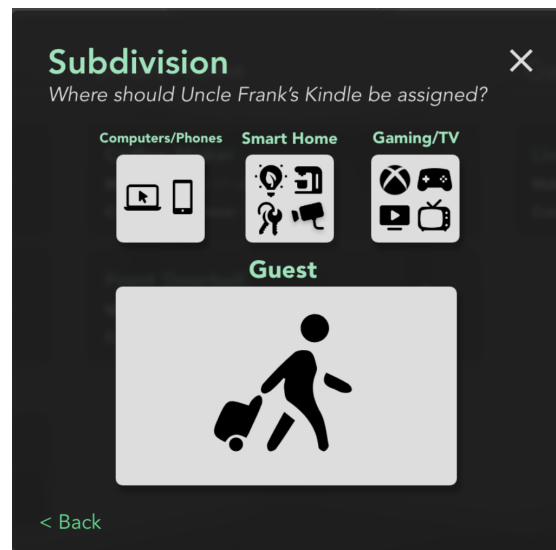 Subdivision
Where should Uncle Frank's Kindle be assigned?
Computers/Phones Smart Home Gaming/TV
Guest
< Back